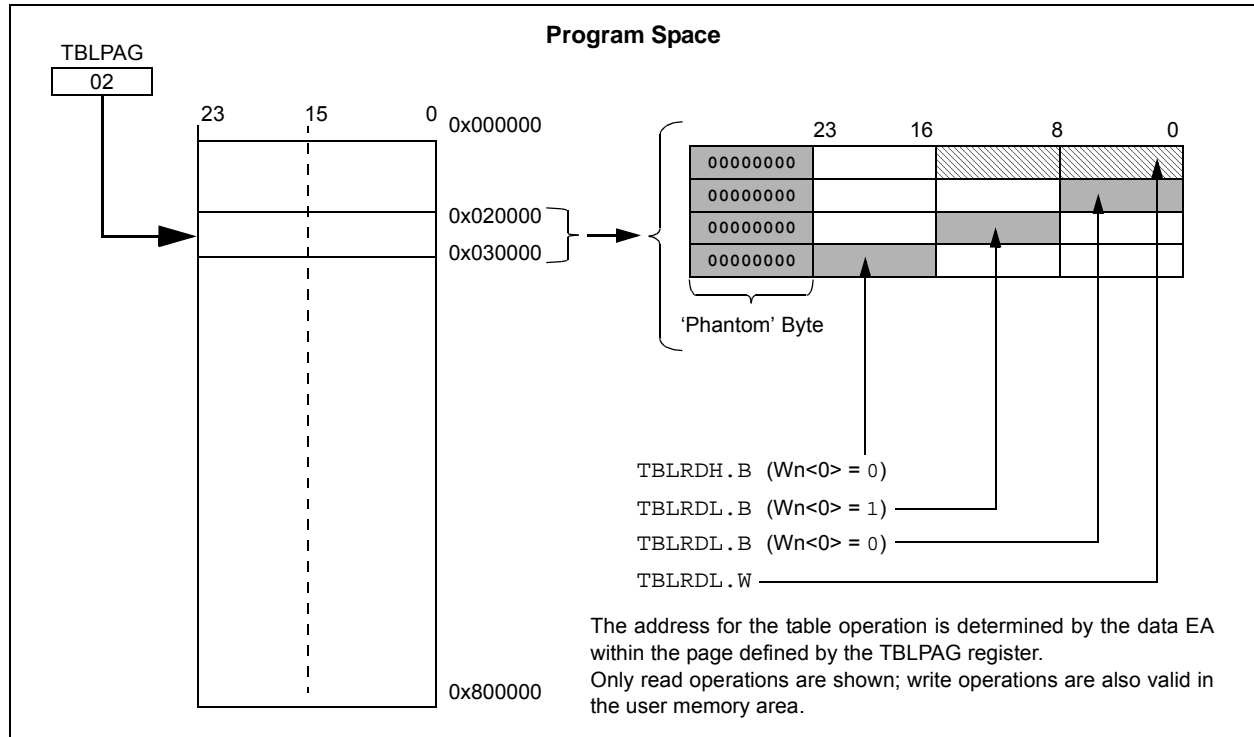 Program Space
TBLPAG
02
23 15 0
0x000000
0x020000
0x030000
0x800000
23 16 8 0
00000000
00000000
00000000
00000000
‘Phantom’ Byte
TBLRDH.B (Wn<0> = 0)
TBLRDL.B (Wn<0> = 1)
TBLRDL.B (Wn<0> = 0)
TBLRDL.W
The address for the table operation is determined by the data EA
within the page defined by the TBLPAG register.
Only read operations are shown; write operations are also valid in
the user memory area.